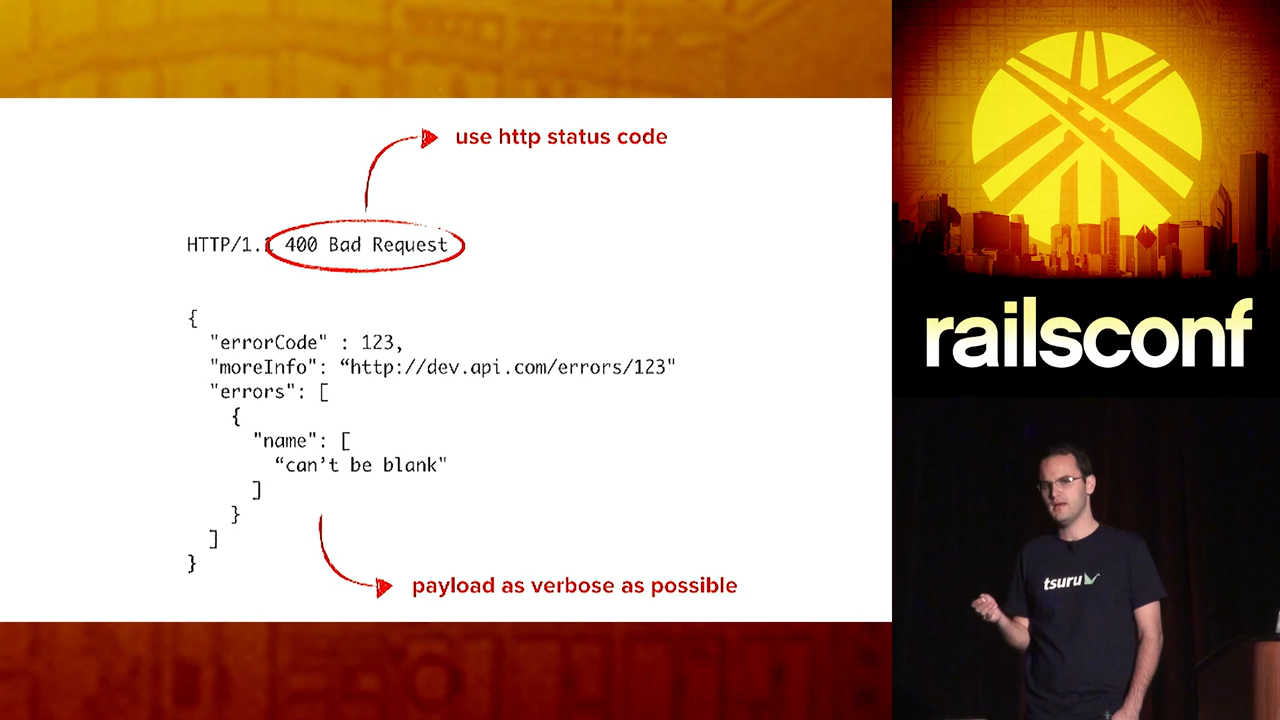 use http status code
HTTP/1.1 400 Bad Request
{
"errorCode" : 123,
"moreInfo": “http://dev.api.com/errors/123"
"errors": [
{
"name": [
“can’t be blank"
]
}
]
}
payload as verbose as possible
railsconf
tsuru